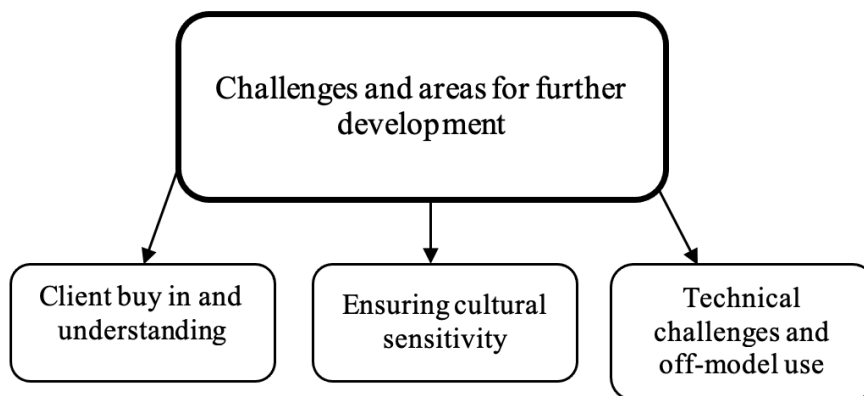 Challenges and areas for further
development
Client buy in and
understanding
Ensuring cultural
sensitivity
Technical
challenges and
off-model use